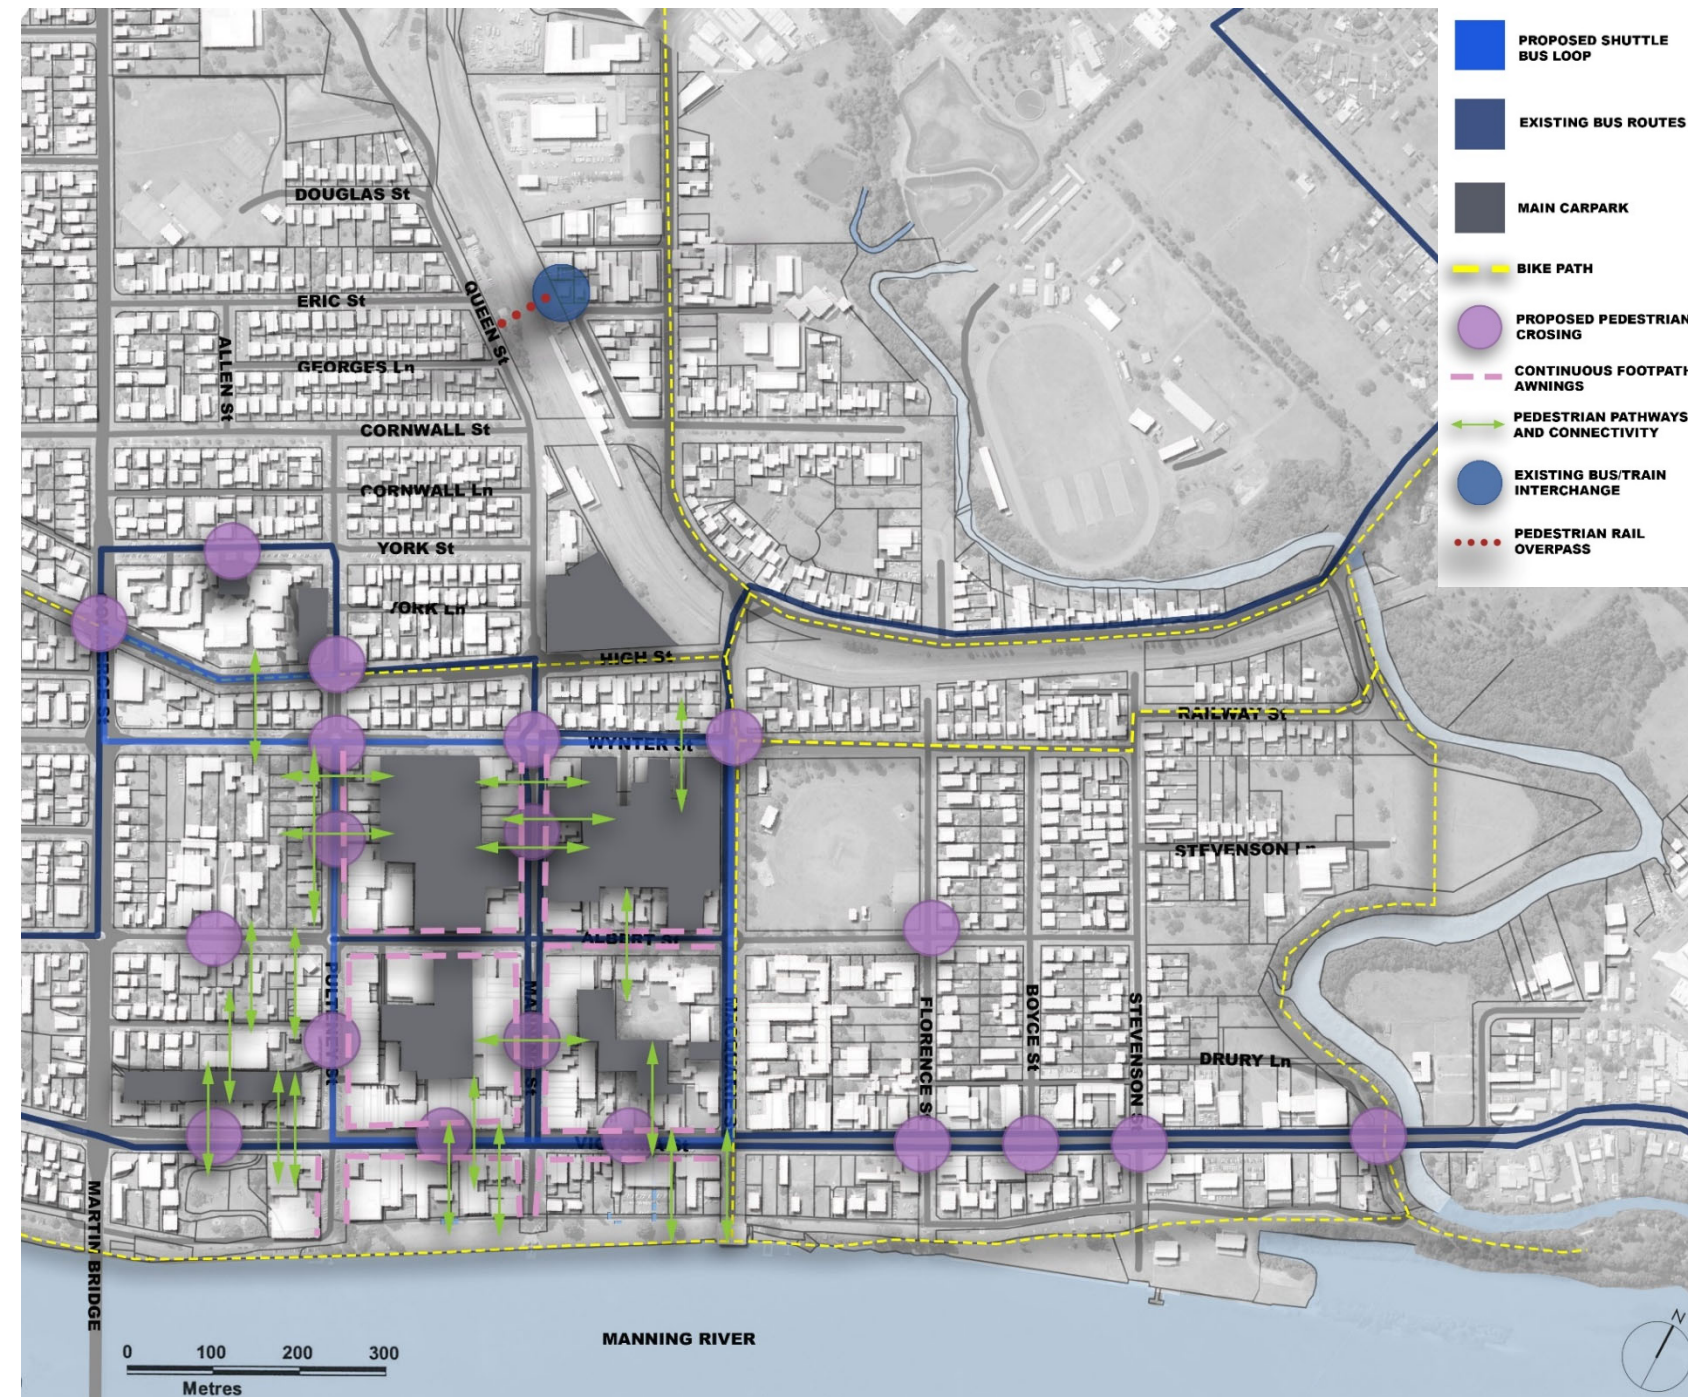 PROPOSED SHUTTLE
BUS LOOP
EXISTING BUS ROUTES
MAIN CARPARK
BIKE PATH
PROPOSED PEDESTRIAN
CROSING
CONTINUOUS FOOTPATH
AWNINGS
PEDESTRIAN PATHWAYS
AND CONNECTIVITY
EXISTING BUS/TRAIN
INTERCHANGE
PEDESTRIAN RAIL
OVERPASS
DOUGLAS St
ERIC St
QUEEN St
ALLEN St
GEORGES Ln
CORNWALL St
CORNWALL Ln
YORK St
YORK Ln
HIGH St
WYNTER St
RAILWAY St
STEVENSON Ln
ALBERT St
PULTENEY St
FLORENCE St
BOYCE St
STEVENSON S
DRURY Ln
MARTIN BRIDGE
MANNING RIVER
0 100 200 300
Metres
N